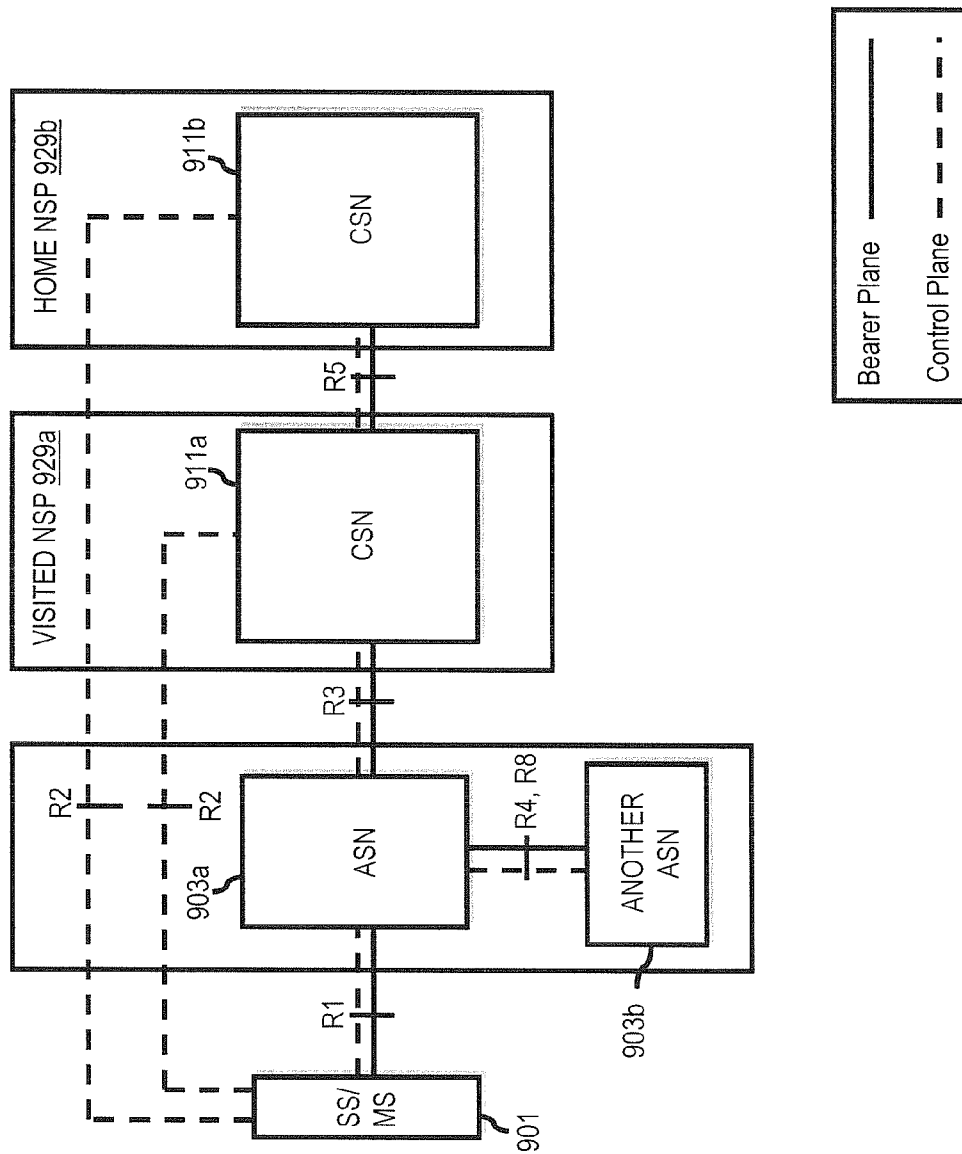 R2
R2
VISITED NSP 929a
HOME NSP 929b
903a
911a
911b
SS/
MS
901
R1
ASN
R3
CSN
R5
CSN
R4, R8
ANOTHER
ASN
903b
Bearer Plane
Control Plane